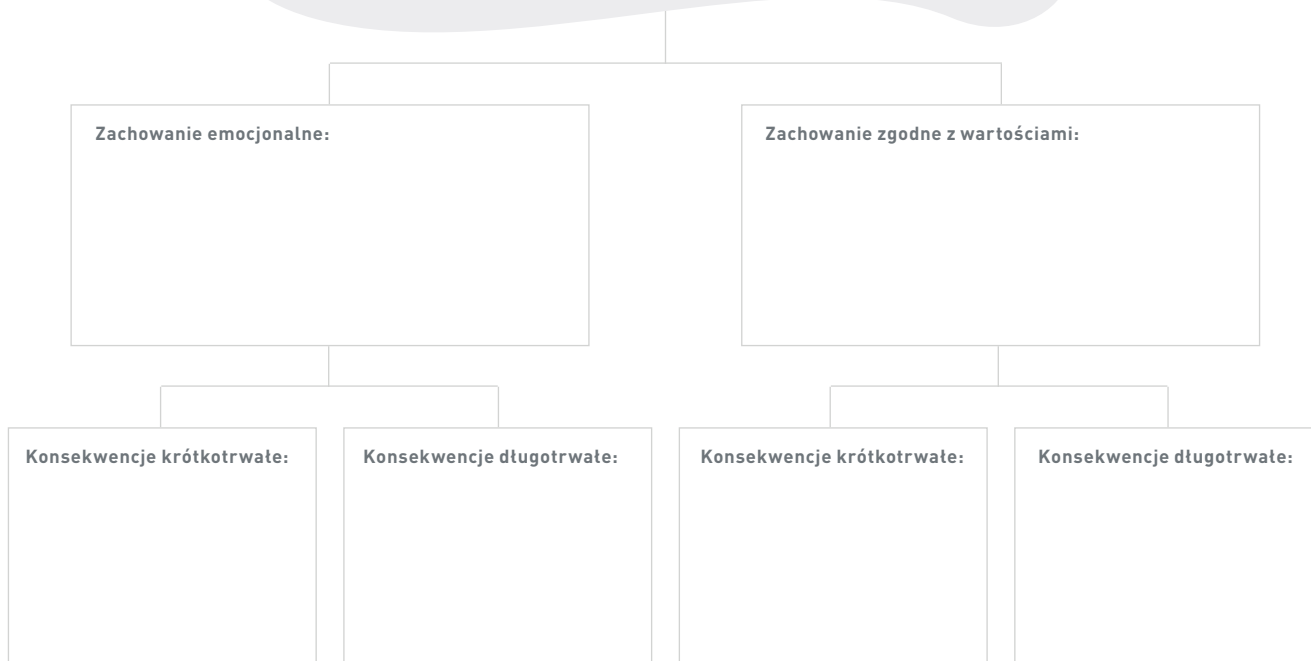 Zachowanie emocjonalne:
Zachowanie zgodne z wartościami:
Konsekwencje krótkotrwałe:
Konsekwencje długotrwałe:
Konsekwencje krótkotrwałe:
Konsekwencje długotrwałe: